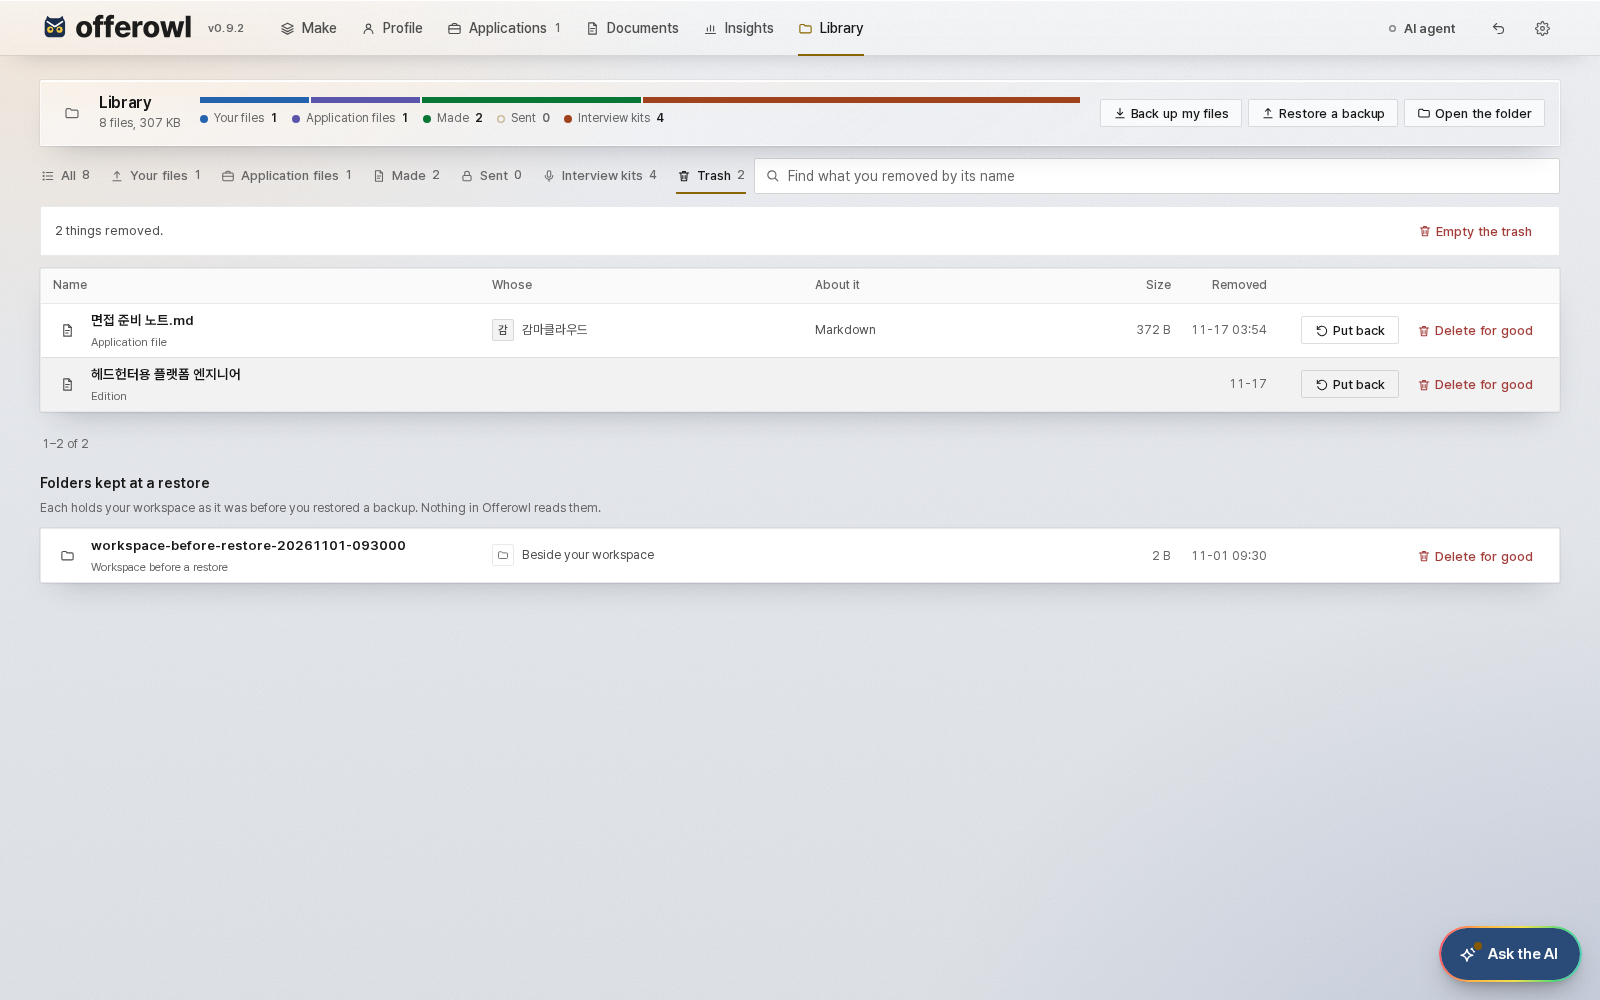 offerowl v0.9.2 Make Profile Applications 1 Documents Insights Library AI agent
Library
8 files, 307 KB
Your files 1 Application files 1 Made 2 Sent 0 Interview kits 4
Back up my files Restore a backup Open the folder
All 8 Your files 1 Application files 1 Made 2 Sent 0 Interview kits 4 Trash 2 Find what you removed by its name
2 things removed. Empty the trash
Name Whose About it Size Removed
면접 준비 노트.md
Application file
감 감마클라우드 Markdown 372 B 11-17 03:54 Put back Delete for good
헤드헌터용 플랫폼 엔지니어
Edition
11-17 Put back Delete for good
1–2 of 2
Folders kept at a restore
Each holds your workspace as it was before you restored a backup. Nothing in Offerowl reads them.
workspace-before-restore-20261101-093000
Workspace before a restore
Beside your workspace 2 B 11-01 09:30 Delete for good
Ask the AI